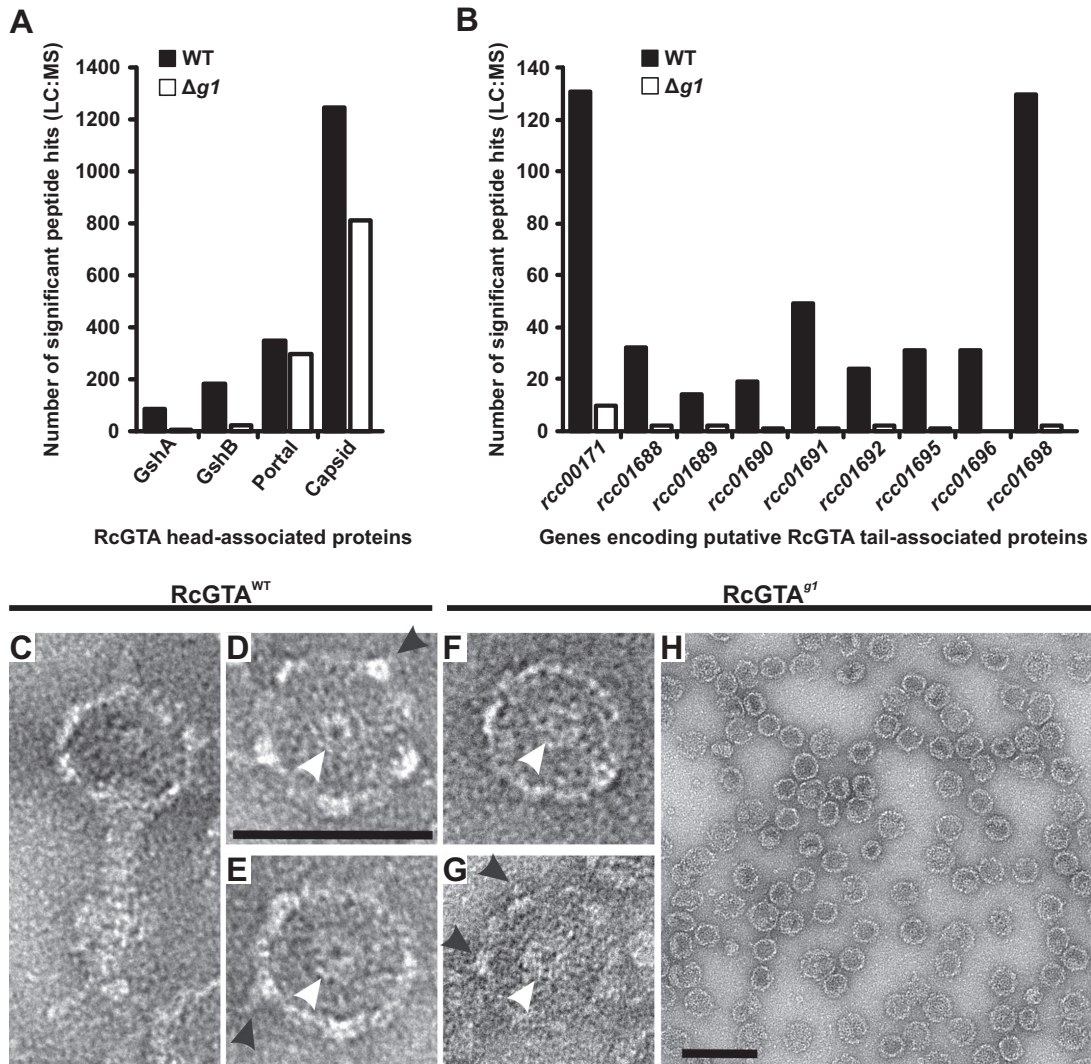 A
WT
Δg1
Number of significant peptide hits (LC:MS)
1400
1200
1000
800
600
400
200
0
GshA
GshB
Portal
Capsid
RcGTA head-associated proteins
B
WT
Δg1
Number of significant peptide hits (LC:MS)
140
120
100
80
60
40
20
0
rcc00171
rcc01688
rcc01689
rcc01690
rcc01691
rcc01692
rcc01695
rcc01696
rcc01698
Genes encoding putative RcGTA tail-associated proteins
RcGTA^WT
RcGTA^g1
C
D
E
F
G
H